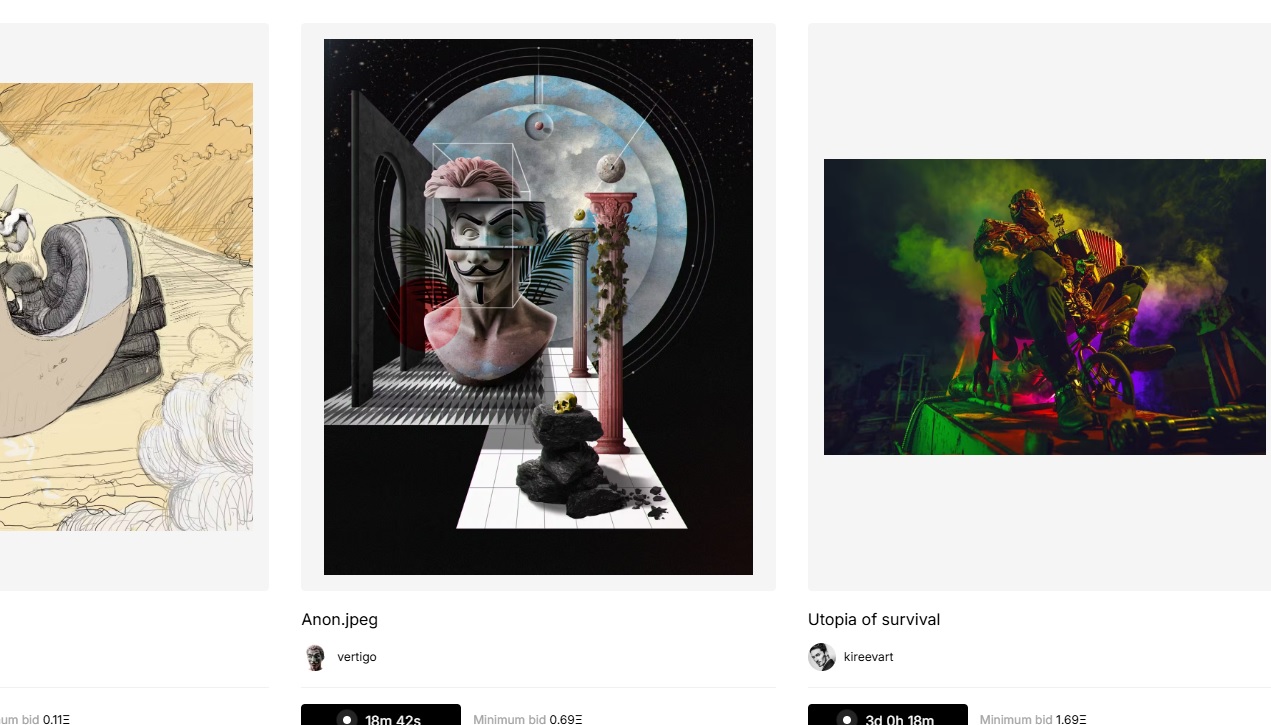 Anon.jpeg
Utopia of survival
vertigo
kireevart
um bid 0.11Ξ
18m 42s
Minimum bid 0.69Ξ
3d 0h 18m
Minimum bid 1.69Ξ